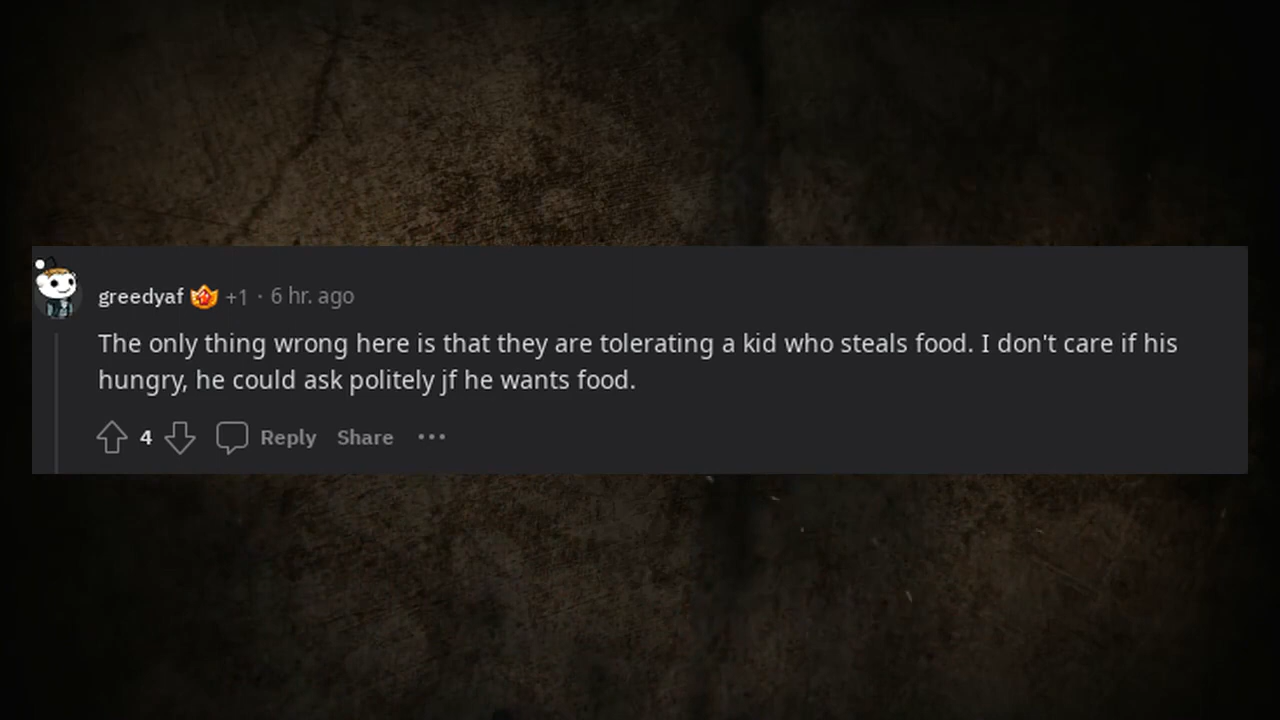 greedyaf +1 · 6 hr. ago
The only thing wrong here is that they are tolerating a kid who steals food. I don't care if his
hungry, he could ask politely jf he wants food.
4 Reply Share